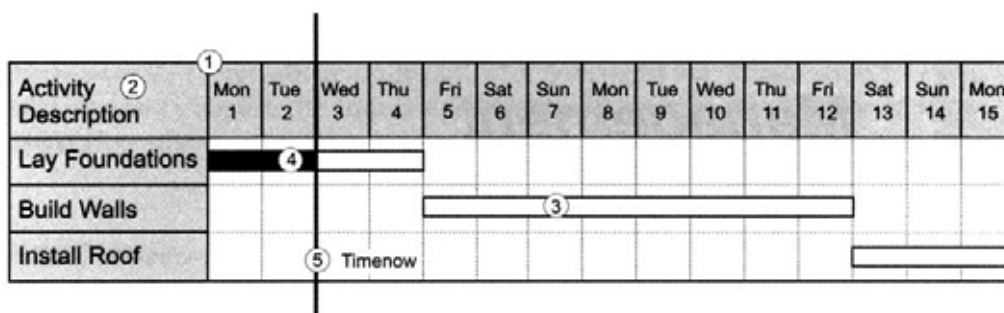 ①
Activity ②
Description
Mon Tue Wed Thu Fri Sat Sun Mon Tue Wed Thu Fri Sat Sun Mon
1 2 3 4 5 6 7 8 9 10 11 12 13 14 15
Lay Foundations ④
Build Walls ③
Install Roof ⑤ Timenow